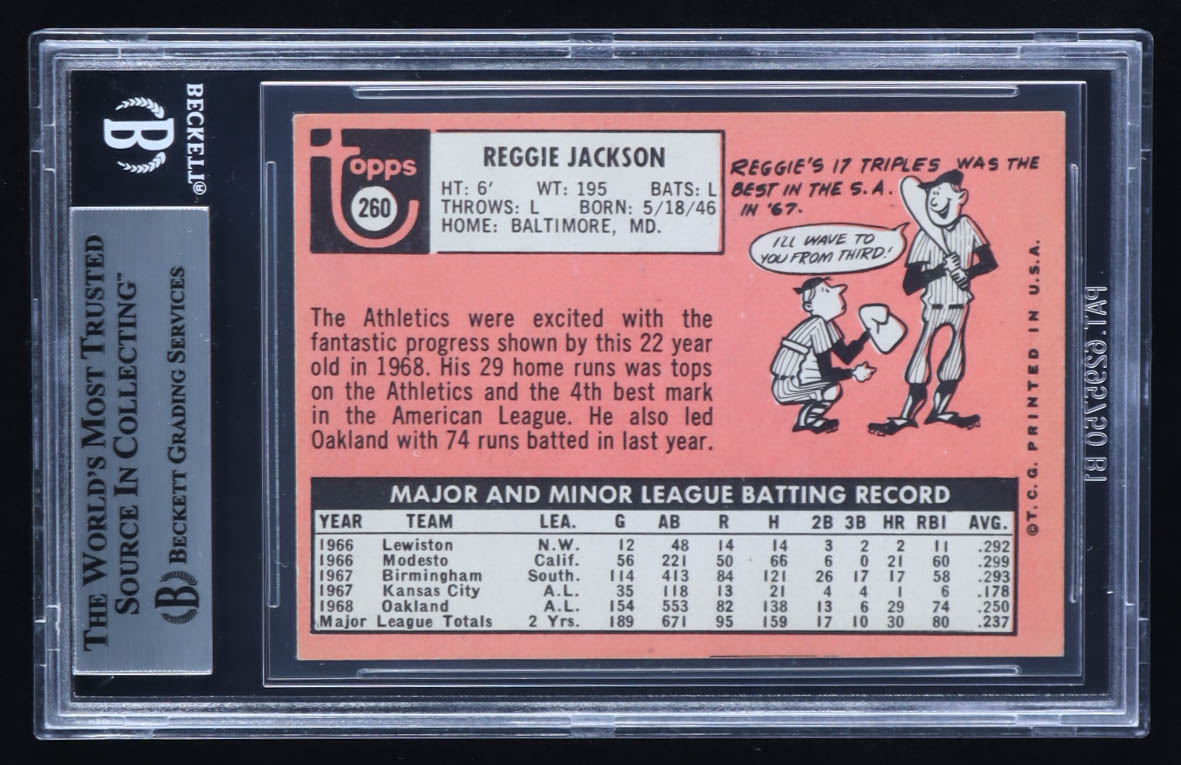 BECKETT®
B
THE WORLD'S MOST TRUSTED
SOURCE IN COLLECTING™
B BECKETT GRADING SERVICES
topps
260
REGGIE JACKSON
HT: 6' WT: 195 BATS: L
THROWS: L BORN: 5/18/46
HOME: BALTIMORE, MD.
REGGIE'S 17 TRIPLES WAS THE
BEST IN THE S.A.
IN '67.
I'LL WAVE TO
YOU FROM THIRD!
The Athletics were excited with the
fantastic progress shown by this 22 year
old in 1968. His 29 home runs was tops
on the Athletics and the 4th best mark
in the American League. He also led
Oakland with 74 runs batted in last year.
MAJOR AND MINOR LEAGUE BATTING RECORD
YEAR TEAM LEA. G AB R H 2B 3B HR RBI AVG.
1966 Lewiston N.W. 12 48 14 14 3 2 2 11 .292
1966 Modesto Calif. 56 221 50 66 6 0 21 60 .299
1967 Birmingham South. 114 413 84 121 26 17 17 58 .293
1967 Kansas City A.L. 35 118 13 21 4 4 1 6 .178
1968 Oakland A.L. 154 553 82 138 13 6 29 74 .250
Major League Totals 2 Yrs. 189 671 95 159 17 10 30 80 .237
©T.C.G. PRINTED IN U.S.A.